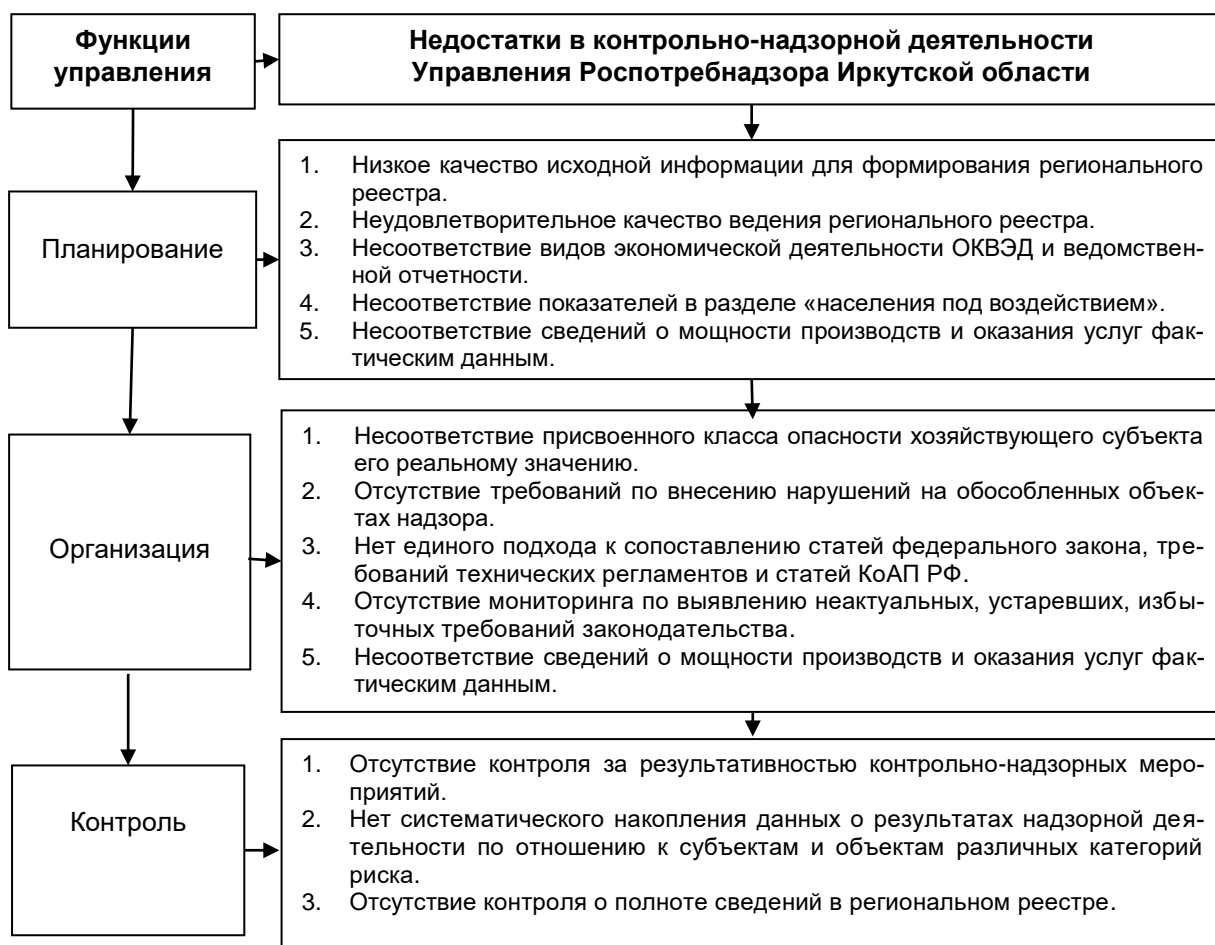 Функции
управления
Недостатки в контрольно-надзорной деятельности
Управления Роспотребнадзора Иркутской области
Планирование
1. Низкое качество исходной информации для формирования регионального
реестра.
2. Неудовлетворительное качество ведения регионального реестра.
3. Несоответствие видов экономической деятельности ОКВЭД и ведомствен-
ной отчетности.
4. Несоответствие показателей в разделе «населения под воздействием».
5. Несоответствие сведений о мощности производств и оказания услуг фак-
тическим данным.
Организация
1. Несоответствие присвоенного класса опасности хозяйствующего субъекта
его реальному значению.
2. Отсутствие требований по внесению нарушений на обособленных объек-
тах надзора.
3. Нет единого подхода к сопоставлению статей федерального закона, тре-
бований технических регламентов и статей КоАП РФ.
4. Отсутствие мониторинга по выявлению неактуальных, устаревших, избы-
точных требований законодательства.
5. Несоответствие сведений о мощности производств и оказания услуг фак-
тическим данным.
Контроль
1. Отсутствие контроля за результативностью контрольно-надзорных меро-
приятий.
2. Нет систематического накопления данных о результатах надзорной дея-
тельности по отношению к субъектам и объектам различных категорий
риска.
3. Отсутствие контроля о полноте сведений в региональном реестре.